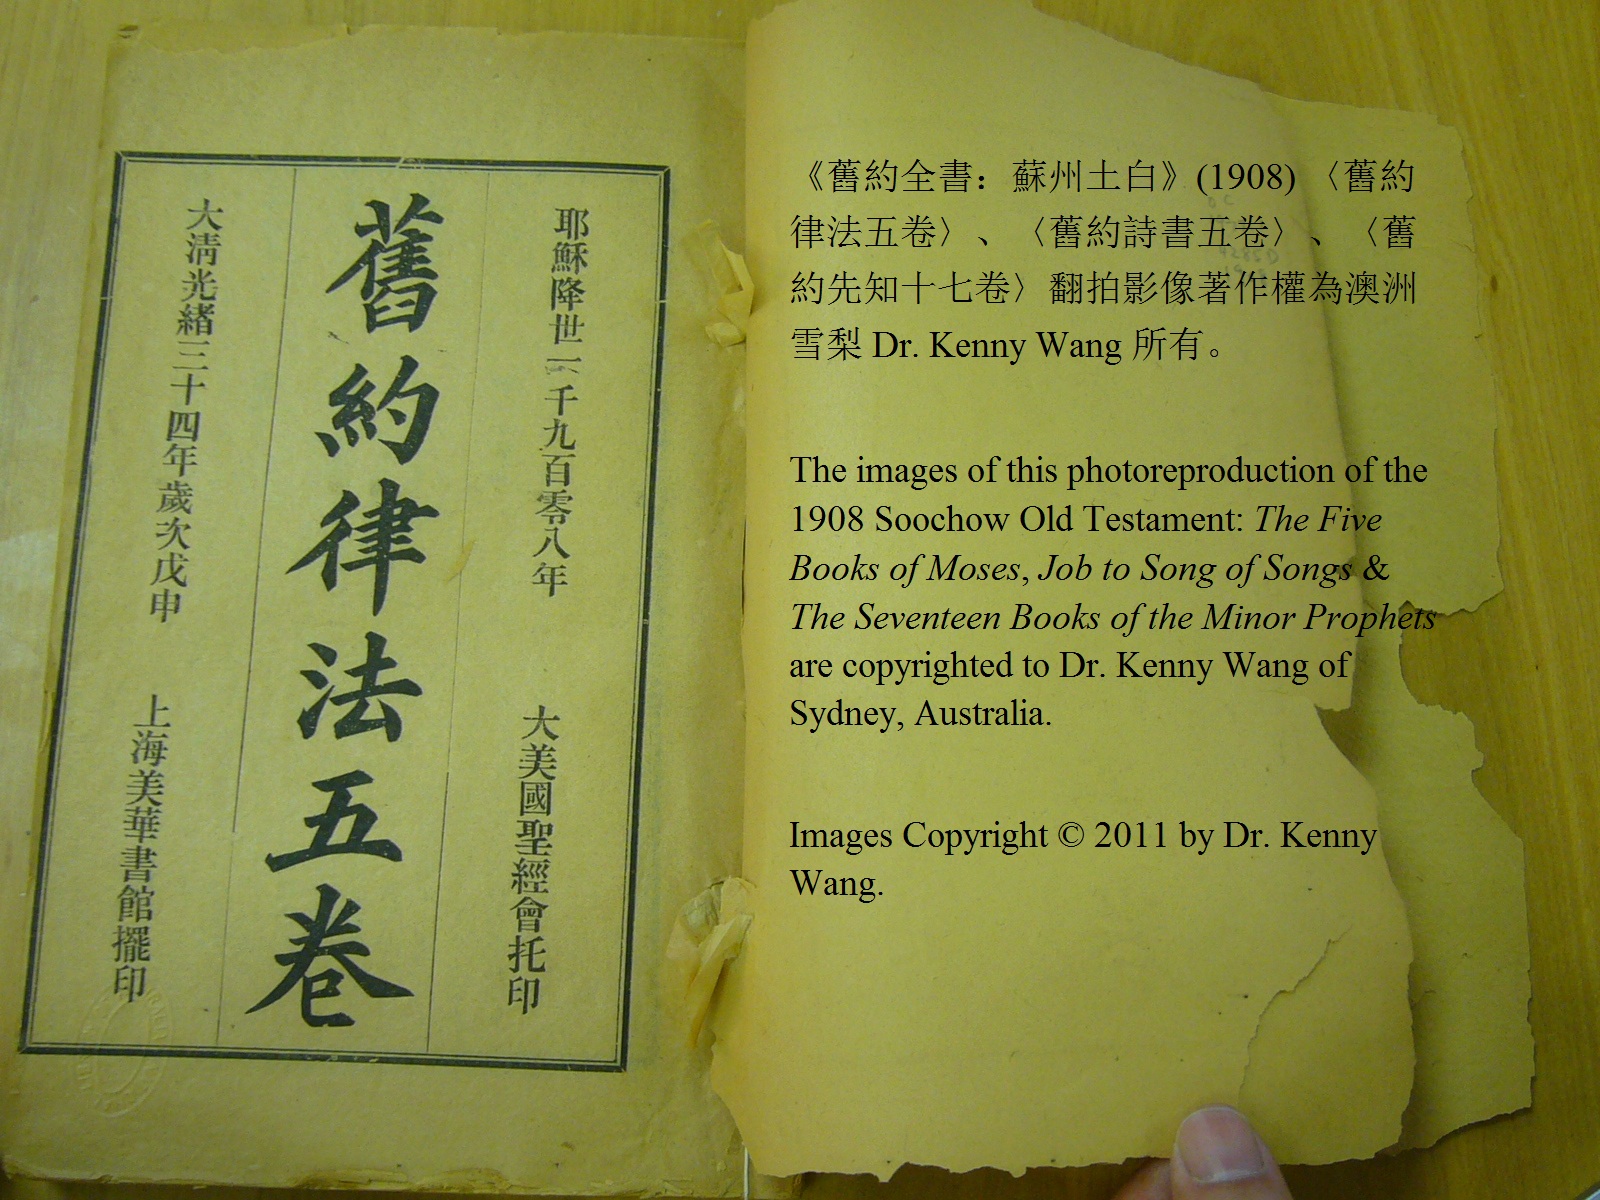 耶穌降世一千九百零八年
大美國聖經會托印
舊約律法五卷
大清光緒三十四年歲次戊申
上海美華書館擺印
《舊約全書：蘇州土白》(1908) 〈舊約
律法五卷〉、〈舊約詩書五卷〉、〈舊
約先知十七卷〉翻拍影像著作權為澳洲
雪梨 Dr. Kenny Wang 所有。
The images of this photoreproduction of the
1908 Soochow Old Testament: The Five
Books of Moses, Job to Song of Songs &
The Seventeen Books of the Minor Prophets
are copyrighted to Dr. Kenny Wang of
Sydney, Australia.
Images Copyright © 2011 by Dr. Kenny
Wang.